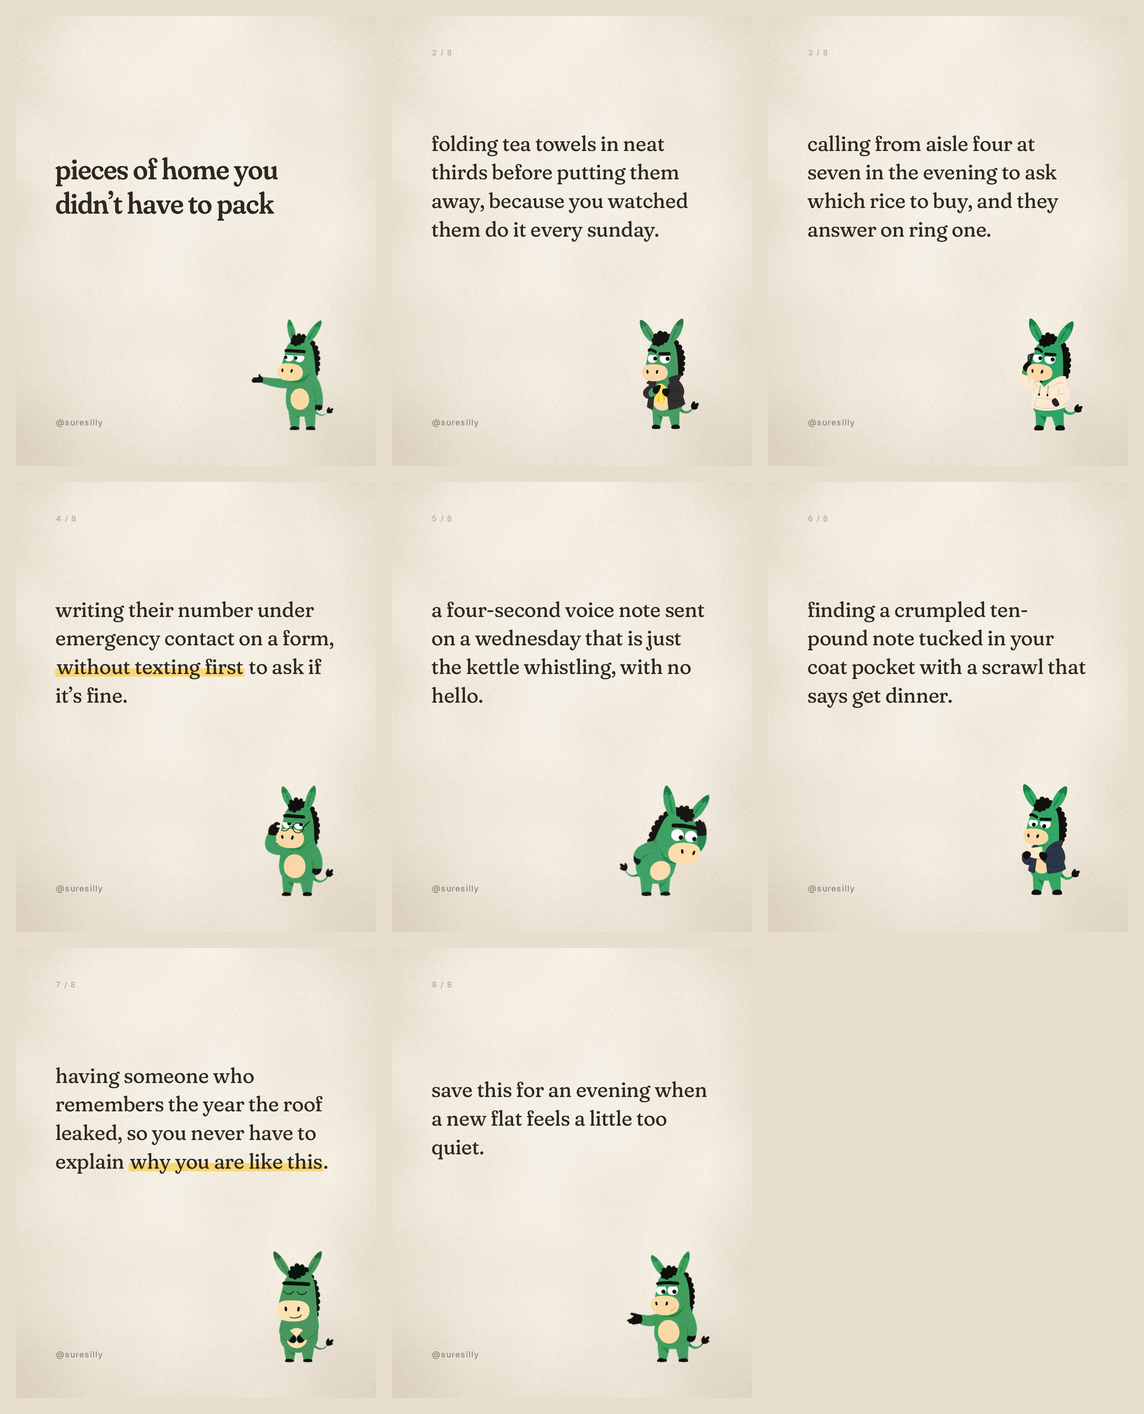 pieces of home you
didn't have to pack
@suresilly
2 / 8
folding tea towels in neat
thirds before putting them
away, because you watched
them do it every sunday.
@suresilly
3 / 8
calling from aisle four at
seven in the evening to ask
which rice to buy, and they
answer on ring one.
@suresilly
4 / 8
writing their number under
emergency contact on a form,
without texting first to ask if
it's fine.
@suresilly
5 / 8
a four-second voice note sent
on a wednesday that is just
the kettle whistling, with no
hello.
@suresilly
6 / 8
finding a crumpled ten-
pound note tucked in your
coat pocket with a scrawl that
says get dinner.
@suresilly
7 / 8
having someone who
remembers the year the roof
leaked, so you never have to
explain why you are like this.
@suresilly
8 / 8
save this for an evening when
a new flat feels a little too
quiet.
@suresilly